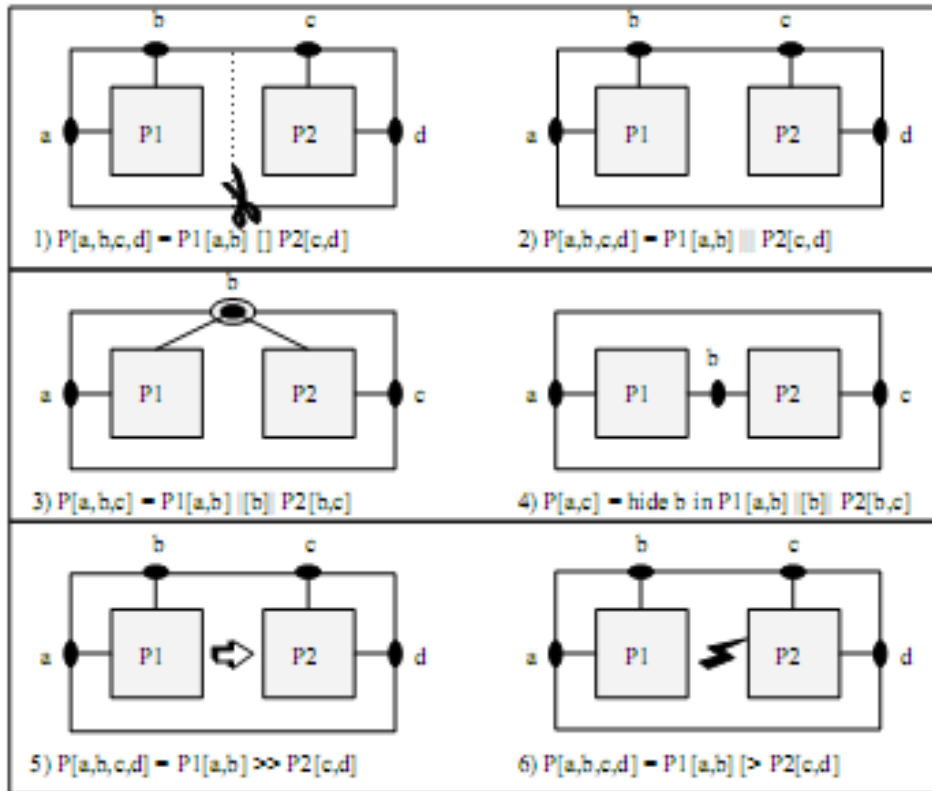 b c b c
a P1 P2 d a P1 P2 d
1) P[a,b,c,d] = P1[a,b] [] P2[c,d] 2) P[a,b,c,d] = P1[a,b] ||| P2[c,d]
b
b
a P1 P2 c a P1 P2 c
3) P[a,b,c] = P1[a,b] |[b]| P2[b,c] 4) P[a,c] = hide b in P1[a,b] |[b]| P2[b,c]
b c b c
a P1 P2 d a P1 P2 d
5) P[a,b,c,d] = P1[a,b] >> P2[c,d] 6) P[a,b,c,d] = P1[a,b] [> P2[c,d]